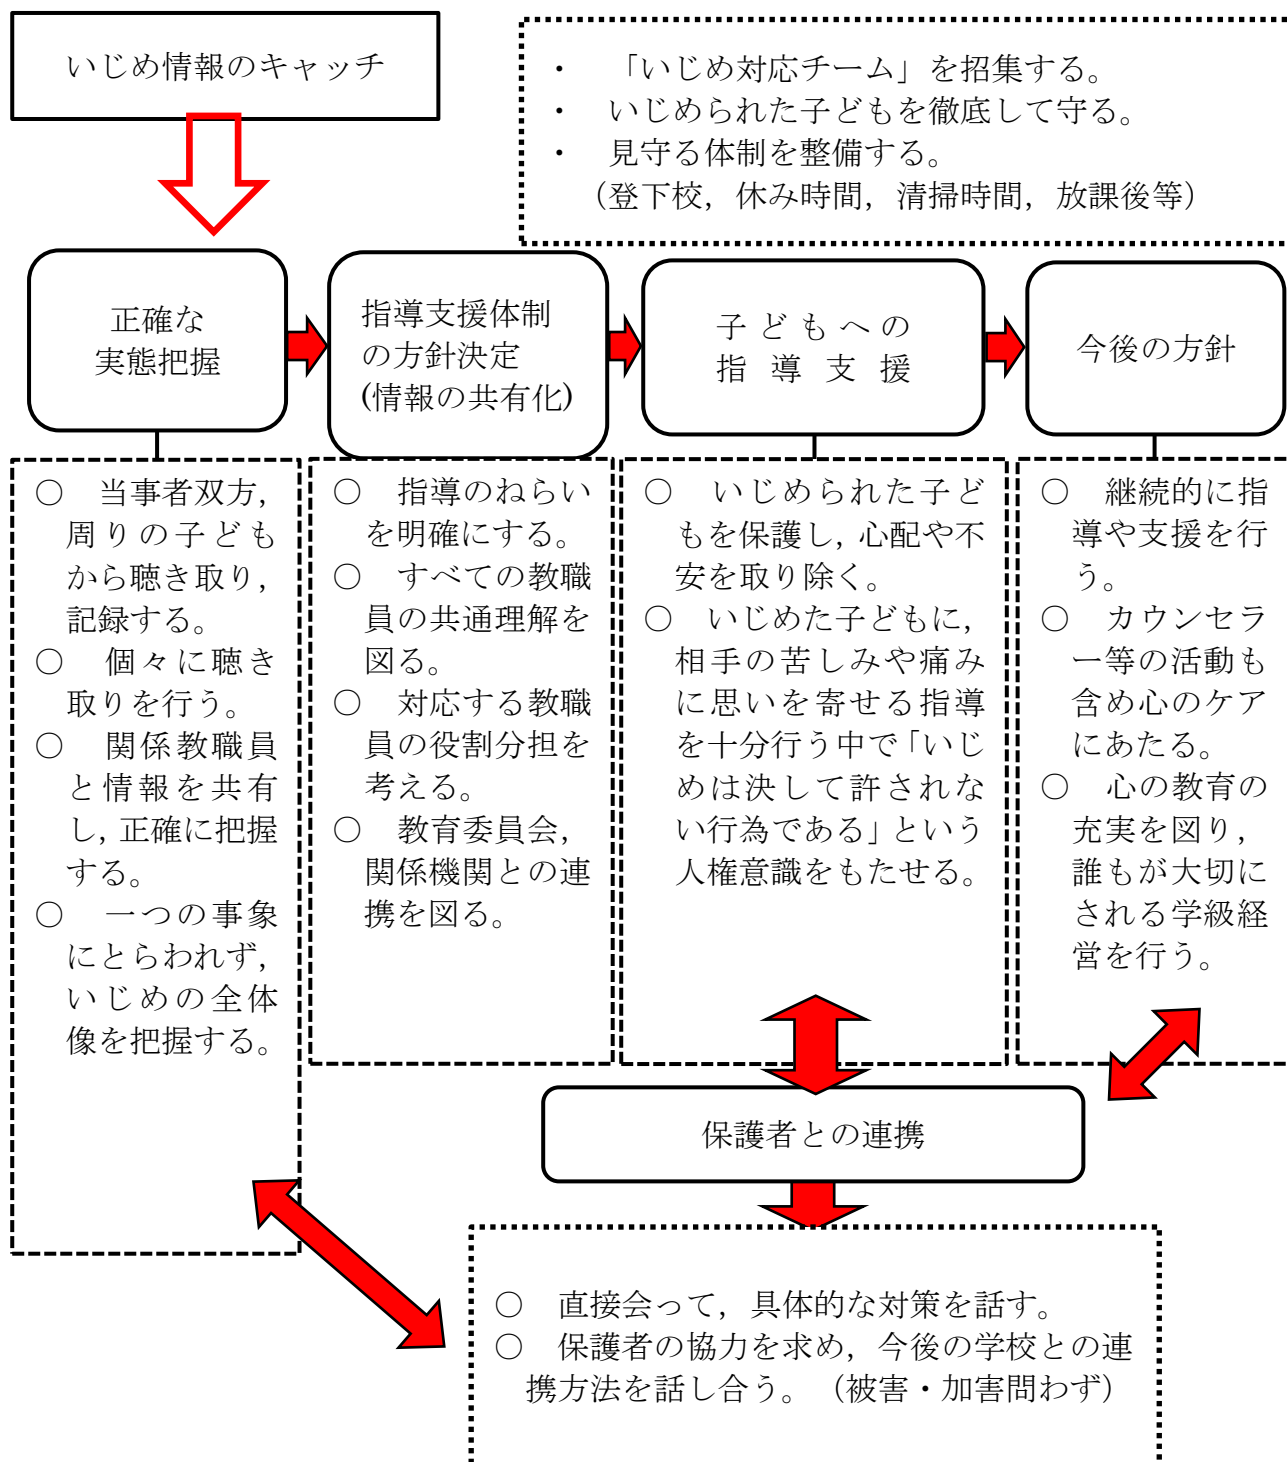 いじめ情報のキャッチ
・　「いじめ対応チーム」を招集する。
・　いじめられた子どもを徹底して守る。
・　見守る体制を整備する。
（登下校，休み時間，清掃時間，放課後等）
正確な
実態把握
指導支援体制
の方針決定
(情報の共有化)
子どもへの
指導支援
今後の方針
○　当事者双方，
周りの子ども
から聴き取り，
記録する。
○　個々に聴き
取りを行う。
○　関係教職員
と情報を共有
し，正確に把握
する。
○　一つの事象
にとらわれず，
いじめの全体
像を把握する。
○　指導のねらい
を明確にする。
○　すべての教職
員の共通理解を
図る。
○　対応する教職
員の役割分担を
考える。
○　教育委員会，
関係機関との連
携を図る。
○　いじめられた子ど
もを保護し，心配や不
安を取り除く。
○　いじめた子どもに，
相手の苦しみや痛み
に思いを寄せる指導
を十分行う中で「いじ
めは決して許されな
い行為である」という
人権意識をもたせる。
○　継続的に指
導や支援を行
う。
○　カウンセラ
ー等の活動も
含め心のケア
にあたる。
○　心の教育の
充実を図り，
誰もが大切に
される学級経
営を行う。
保護者との連携
○　直接会って，具体的な対策を話す。
○　保護者の協力を求め，今後の学校との連
携方法を話し合う。（被害・加害問わず）